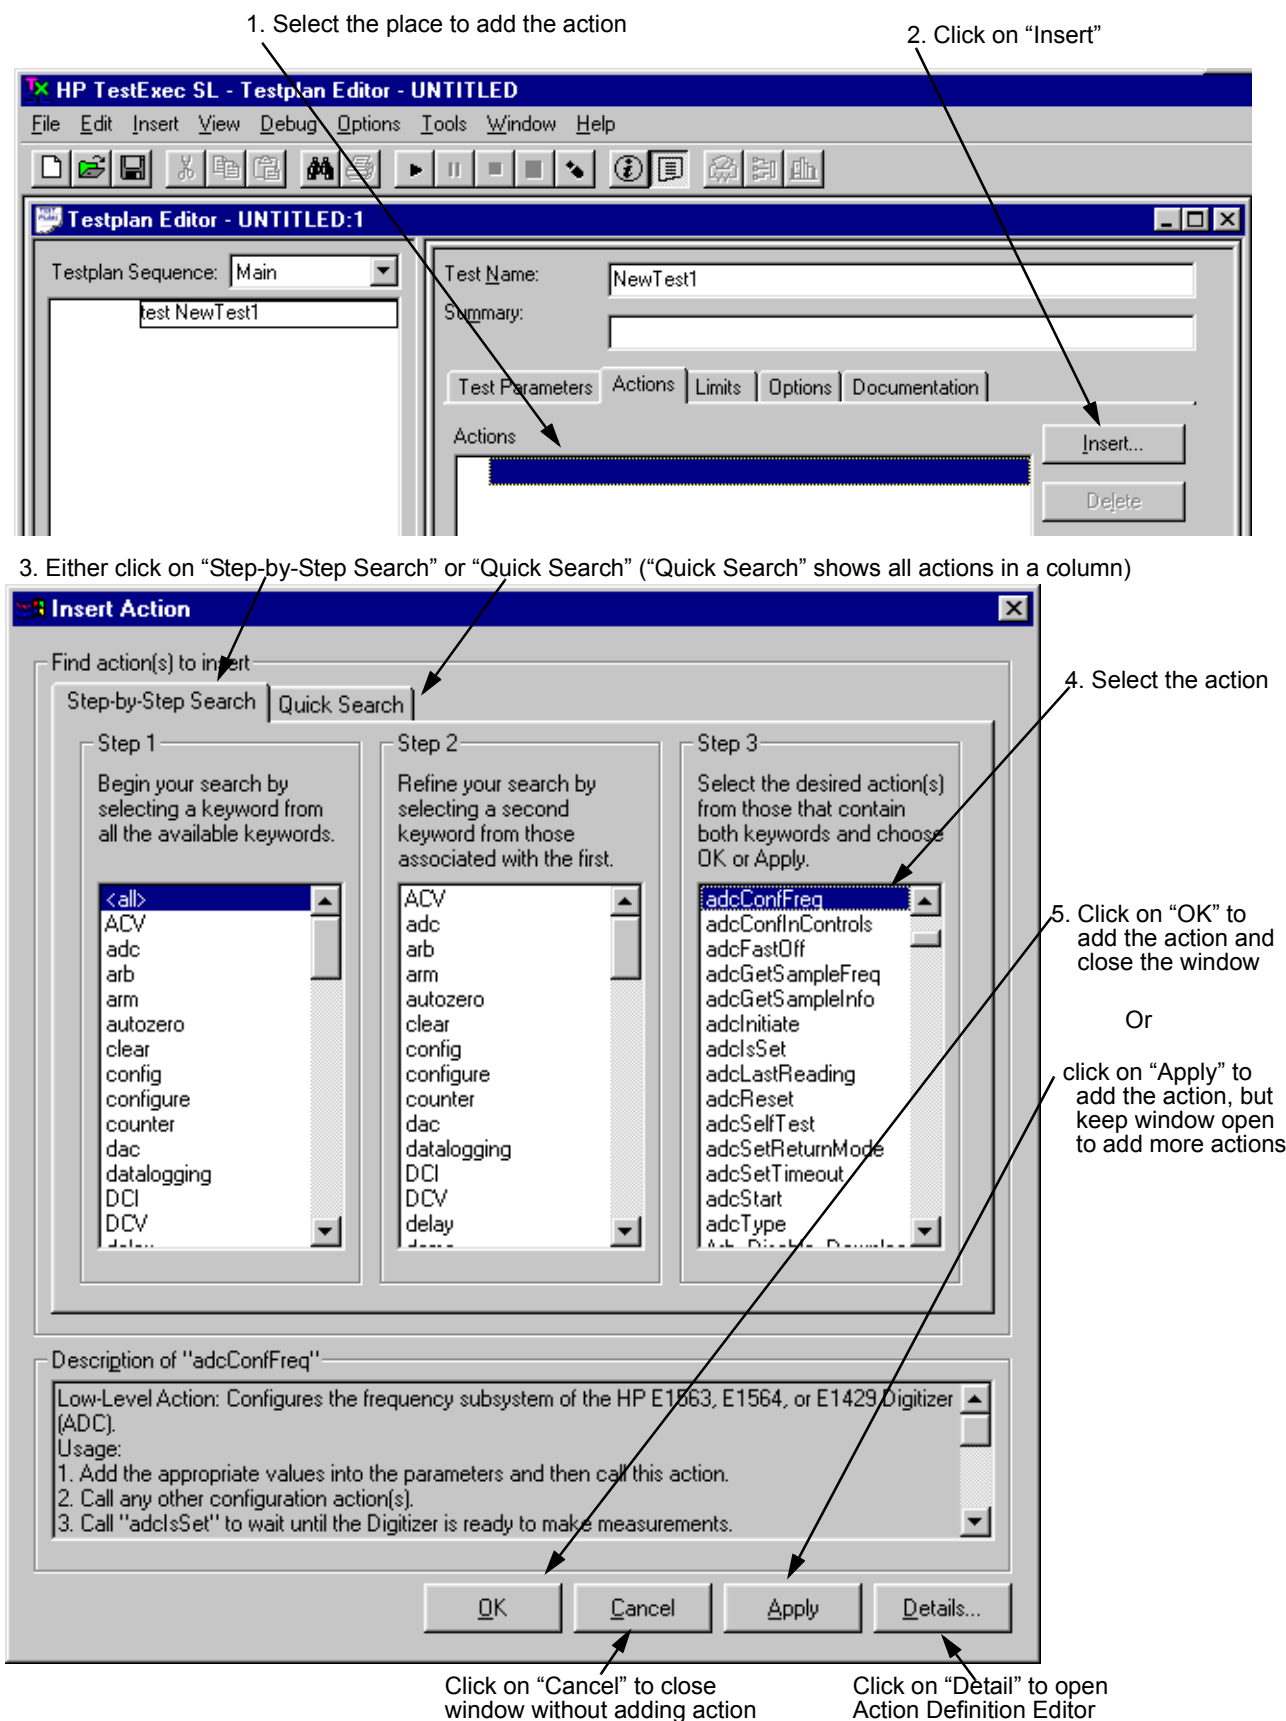 1. Select the place to add the action
2. Click on “Insert”
HP TestExec SL - Testplan Editor - UNTITLED
File Edit Insert View Debug Options Tools Window Help
Testplan Editor - UNTITLED:1
Testplan Sequence: Main
test NewTest1
Test Name: NewTest1
Summary:
Test Parameters Actions Limits Options Documentation
Actions
Insert...
Delete
3. Either click on “Step-by-Step Search” or “Quick Search” (“Quick Search” shows all actions in a column)
Insert Action
Find action(s) to insert
Step-by-Step Search Quick Search
4. Select the action
Step 1
Begin your search by
selecting a keyword from
all the available keywords.
<all>
ACV
adc
arb
arm
autozero
clear
config
configure
counter
dac
datalogging
DCI
DCV
delay
Step 2
Refine your search by
selecting a second
keyword from those
associated with the first.
ACV
adc
arb
arm
autozero
clear
config
configure
counter
dac
datalogging
DCI
DCV
delay
Step 3
Select the desired action(s)
from those that contain
both keywords and choose
OK or Apply.
adcConfFreq
adcConfInControls
adcFastOff
adcGetSampleFreq
adcGetSampleInfo
adcInitiate
adcIsSet
adcLastReading
adcReset
adcSelfTest
adcSetReturnMode
adcSetTimeout
adcStart
adcType
5. Click on “OK” to
add the action and
close the window
Or
click on “Apply” to
add the action, but
keep window open
to add more actions
Description of "adcConfFreq"
Low-Level Action: Configures the frequency subsystem of the HP E1563, E1564, or E1429 Digitizer
(ADC).
Usage:
1. Add the appropriate values into the parameters and then call this action.
2. Call any other configuration action(s).
3. Call "adcIsSet" to wait until the Digitizer is ready to make measurements.
OK Cancel Apply Details...
Click on “Cancel” to close
window without adding action
Click on “Detail” to open
Action Definition Editor